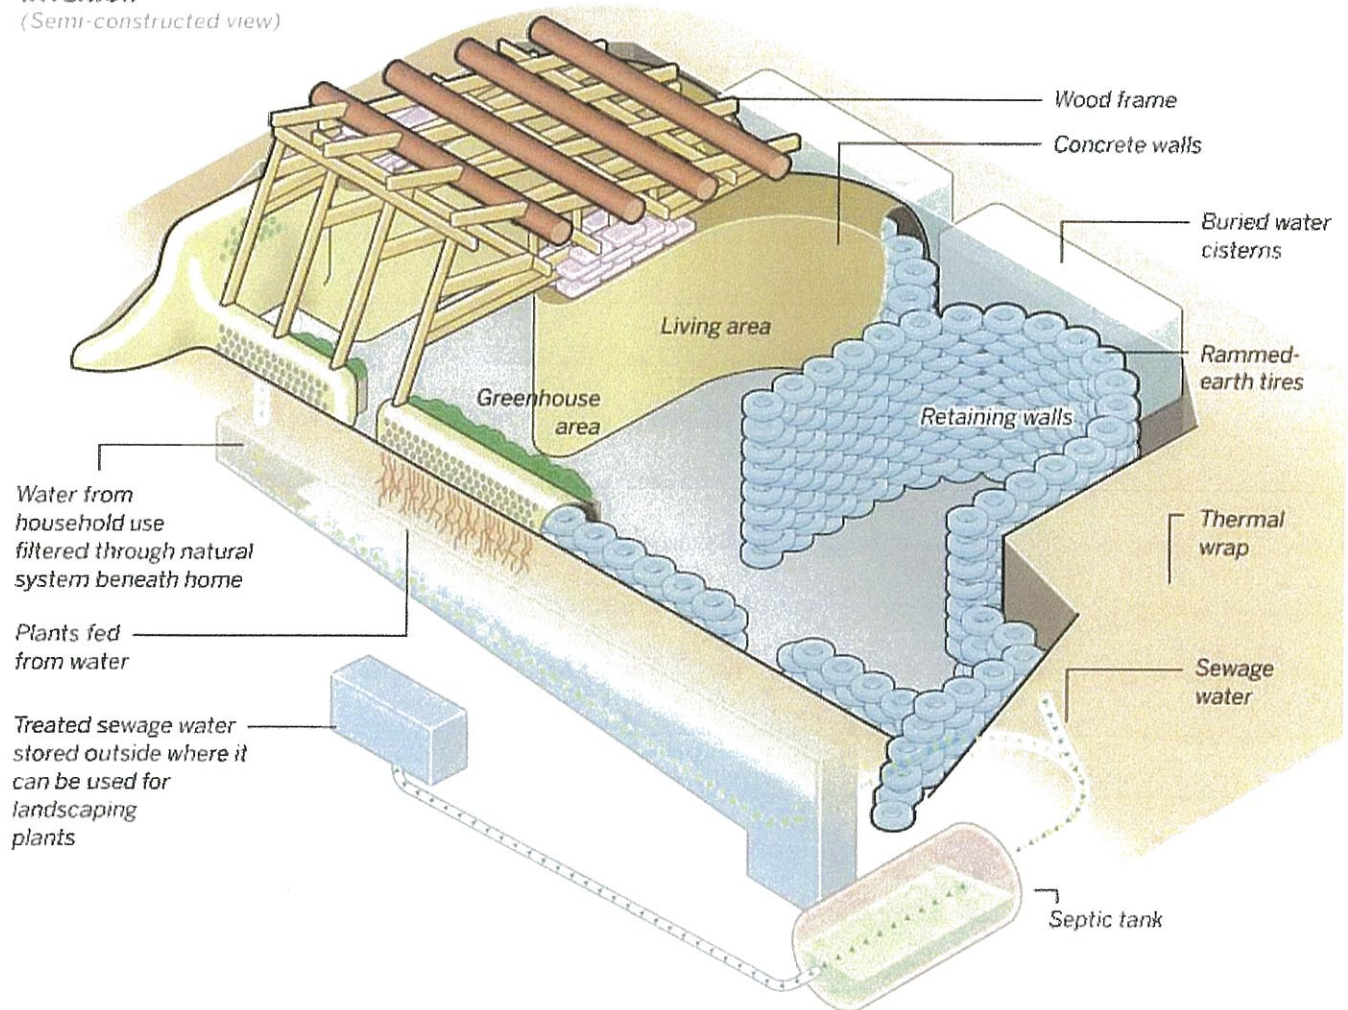 (Semi-constructed view)
Wood frame
Concrete walls
Buried water
cisterns
Living area
Rammed-
earth tires
Retaining walls
Greenhouse
area
Water from
household use
filtered through natural
system beneath home
Thermal
wrap
Plants fed
from water
Sewage
water
Treated sewage water
stored outside where it
can be used for
landscaping
plants
Septic tank